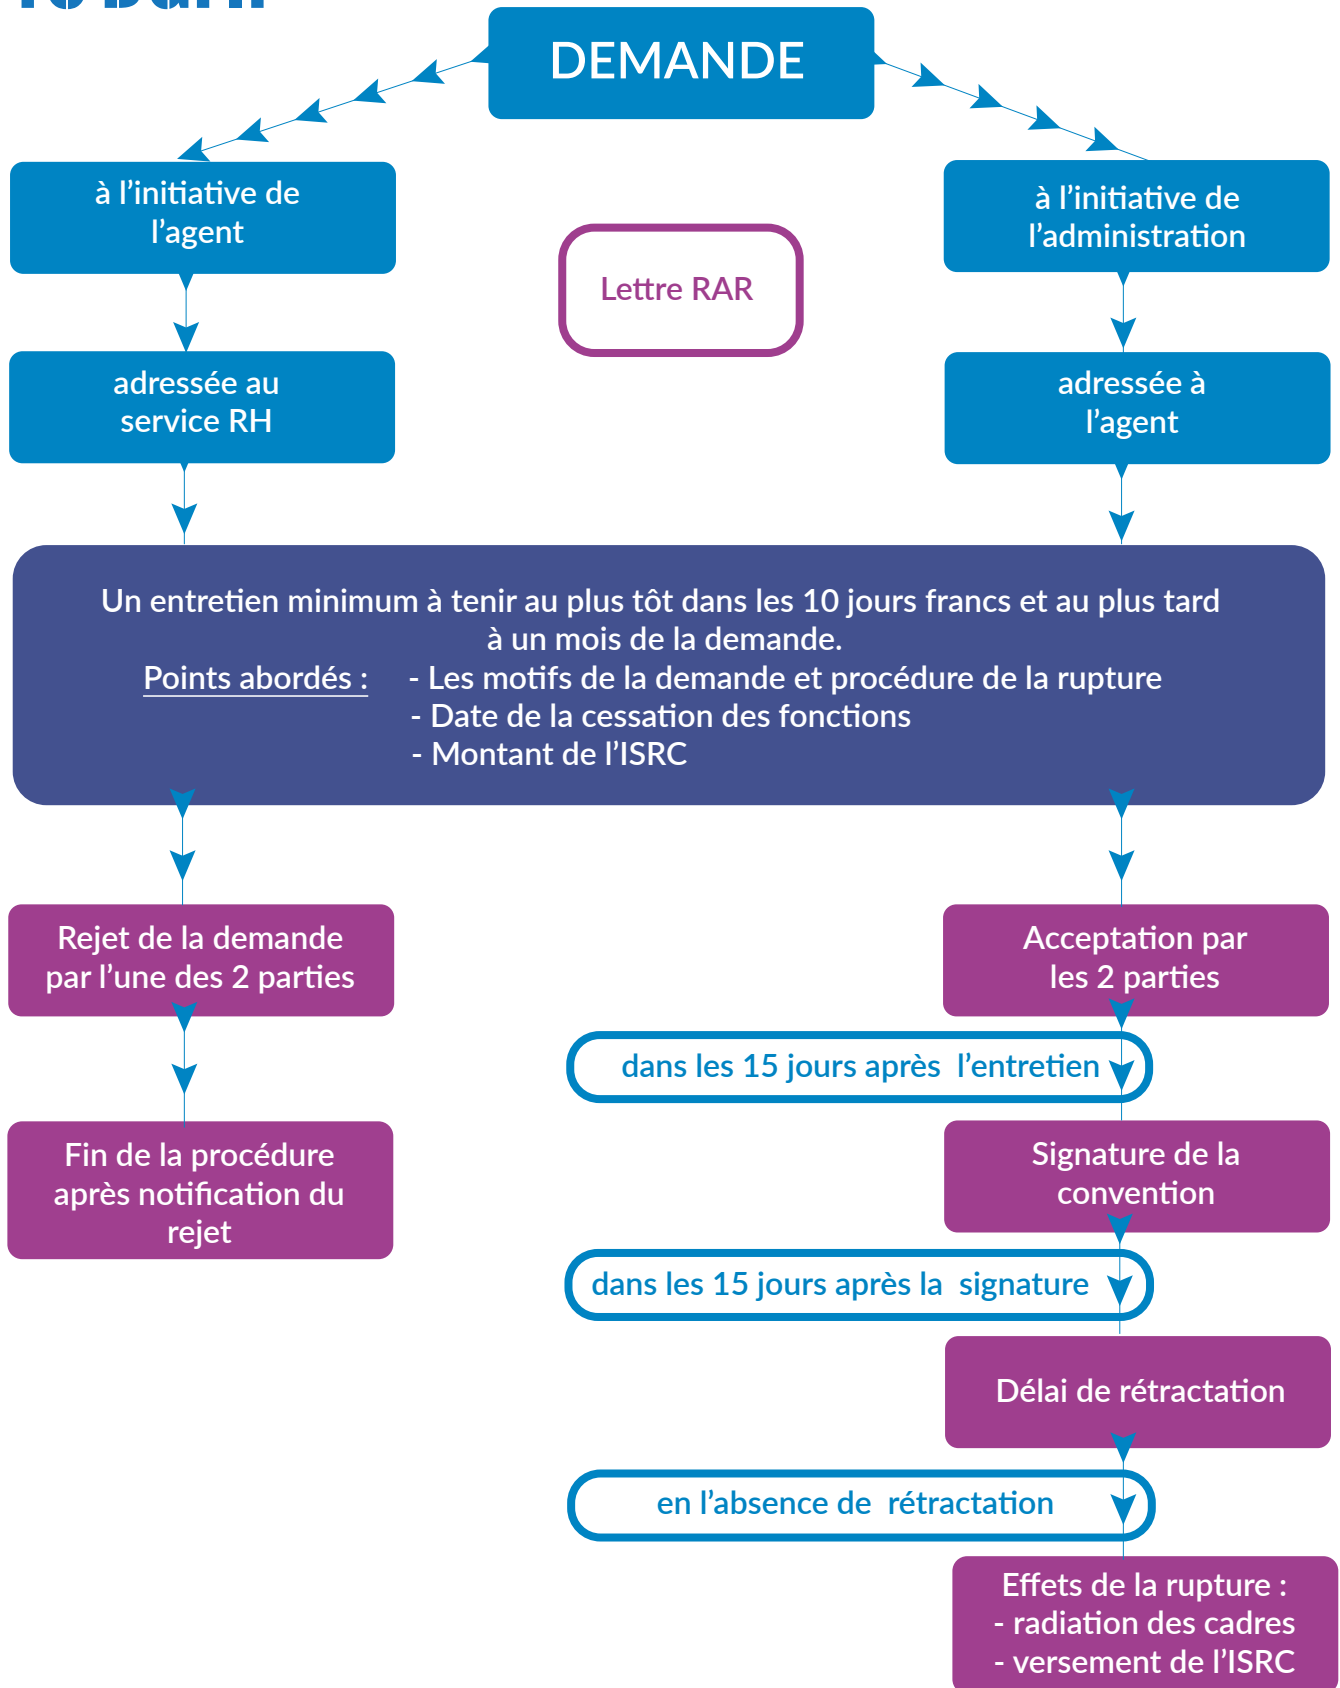 DEMANDE
à l'initiative de
l'agent
à l'initiative de
l'administration
Lettre RAR
adressée au
service RH
adressée à
l'agent
Un entretien minimum à tenir au plus tôt dans les 10 jours francs et au plus tard
à un mois de la demande.
Points abordés : - Les motifs de la demande et procédure de la rupture
- Date de la cessation des fonctions
- Montant de l'ISRC
Rejet de la demande
par l'une des 2 parties
Acceptation par
les 2 parties
dans les 15 jours après l'entretien
Fin de la procédure
après notification du
rejet
Signature de la
convention
dans les 15 jours après la signature
Délai de rétractation
en l'absence de rétractation
Effets de la rupture :
- radiation des cadres
- versement de l'ISRC